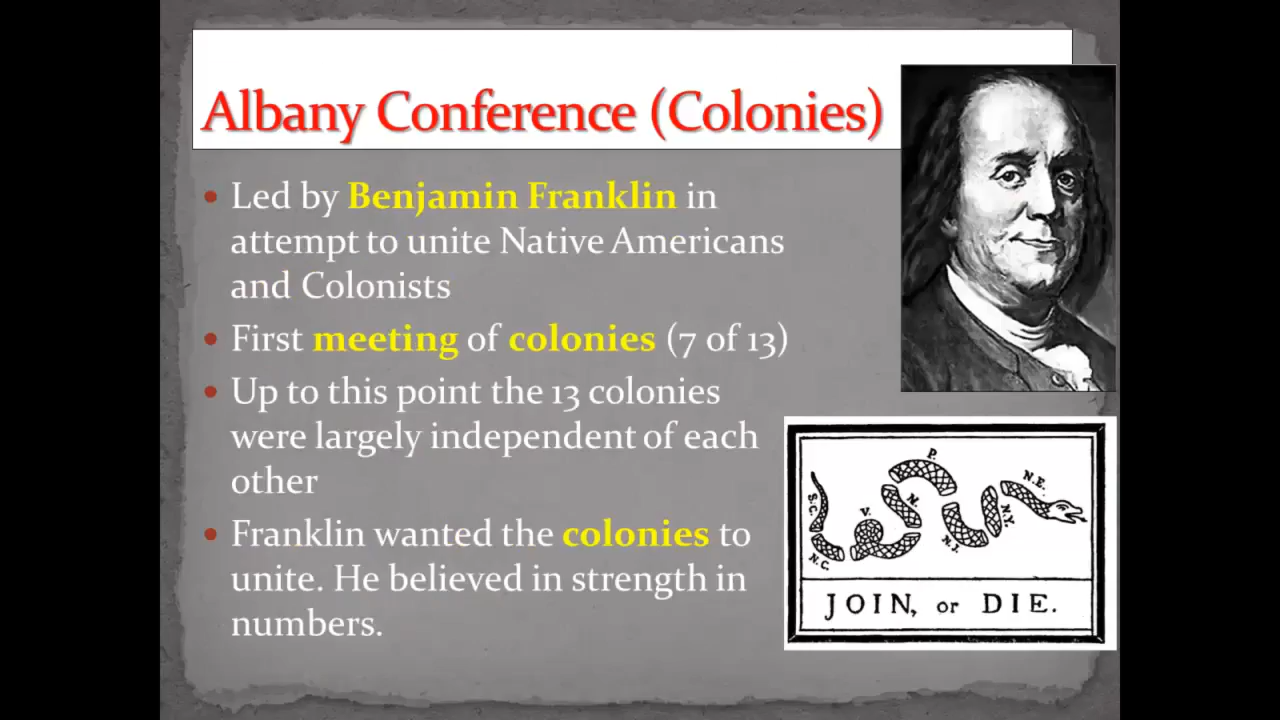 Albany Conference (Colonies)
• Led by Benjamin Franklin in
attempt to unite Native Americans
and Colonists
• First meeting of colonies (7 of 13)
• Up to this point the 13 colonies
were largely independent of each
other
• Franklin wanted the colonies to
unite. He believed in strength in
numbers.
S.C.
N.C.
V.
M.
P.
N.J.
N.Y.
N.E.
JOIN, or DIE.